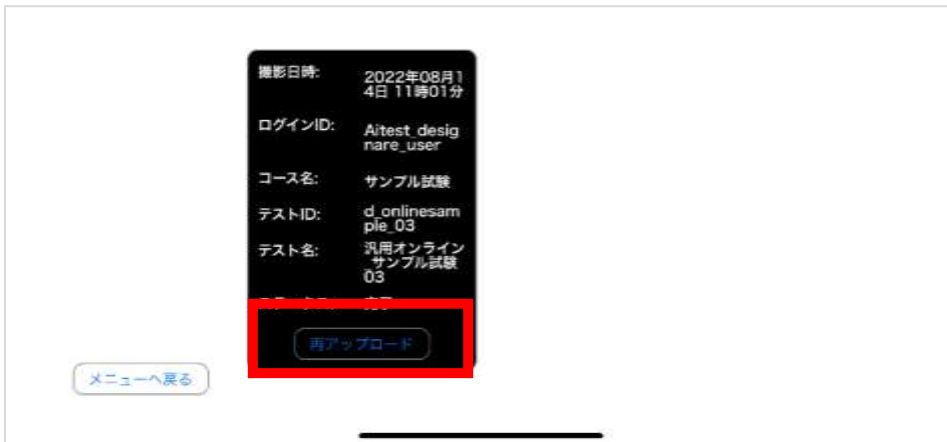 撮影日時:
2022年08月1
4日 11時01分
ログインID:
Aitest_desig
nare_user
コース名:
サンプル試験
テストID:
d_onlinesam
ple_03
テスト名:
汎用オンライン
_サンプル試験
03
再アップロード
メニューへ戻る